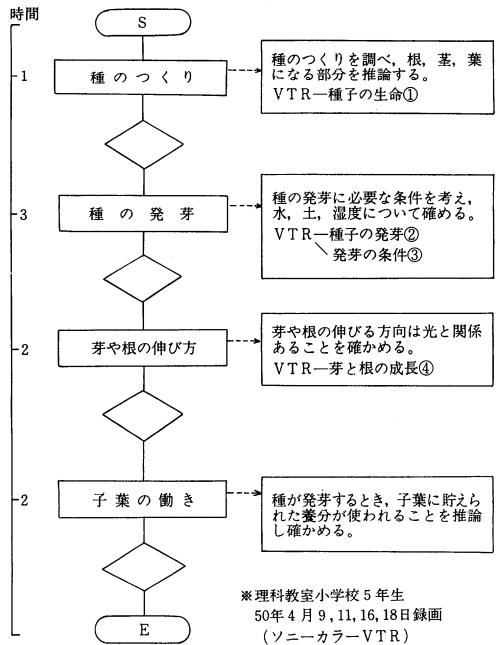 時間
S
1
種のつくり
種のつくりを調べ，根，茎，葉
になる部分を推論する。
VTR―種子の生命①
3
種の発芽
種の発芽に必要な条件を考え，
水，土，湿度について確める。
VTR―種子の発芽②
発芽の条件③
2
芽や根の伸び方
芽や根の伸びる方向は光と関係
あることを確かめる。
VTR―芽と根の成長④
2
子葉の働き
種が発芽するとき，子葉に貯えら
れた養分が使われることを推論
し確かめる。
E
※理科教室小学校5年生
50年4月9，11，16，18日録画
（ソニーカラーVTR）